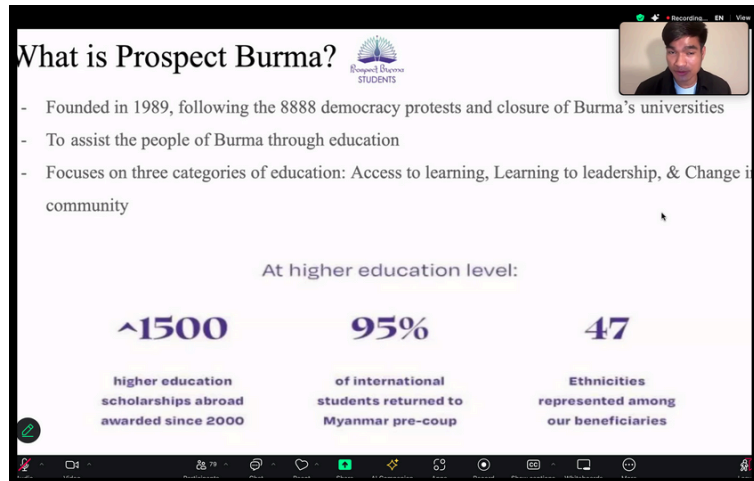 Recording... EN View
What is Prospect Burma?
Prospect Burma
STUDENTS
- Founded in 1989, following the 8888 democracy protests and closure of Burma's universities
- To assist the people of Burma through education
- Focuses on three categories of education: Access to learning, Learning to leadership, & Change in
community
At higher education level:
^1500
higher education
scholarships abroad
awarded since 2000
95%
of international
students returned to
Myanmar pre-coup
47
Ethnicities
represented among
our beneficiaries
79
CC